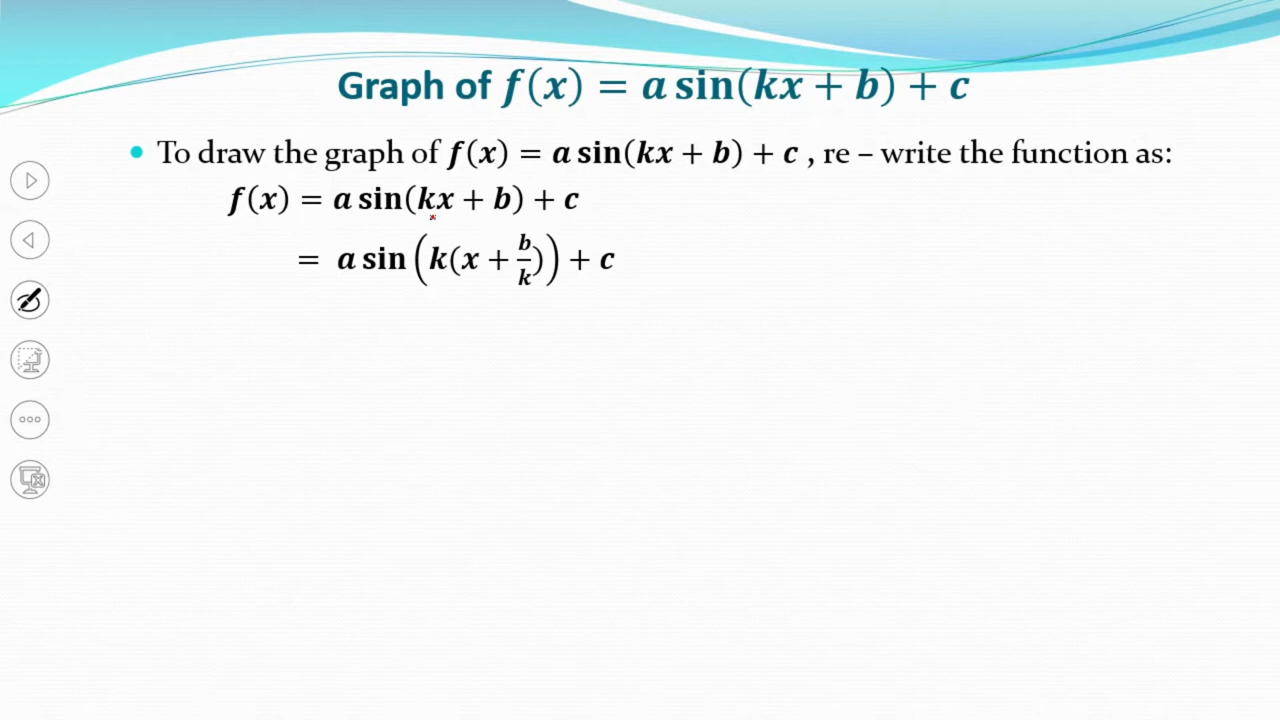 Graph of f(x) = a sin(kx + b) + c
• To draw the graph of f(x) = a sin(kx + b) + c , re – write the function as:
f(x) = a sin(kx + b) + c
= a sin(k(x + b/k)) + c